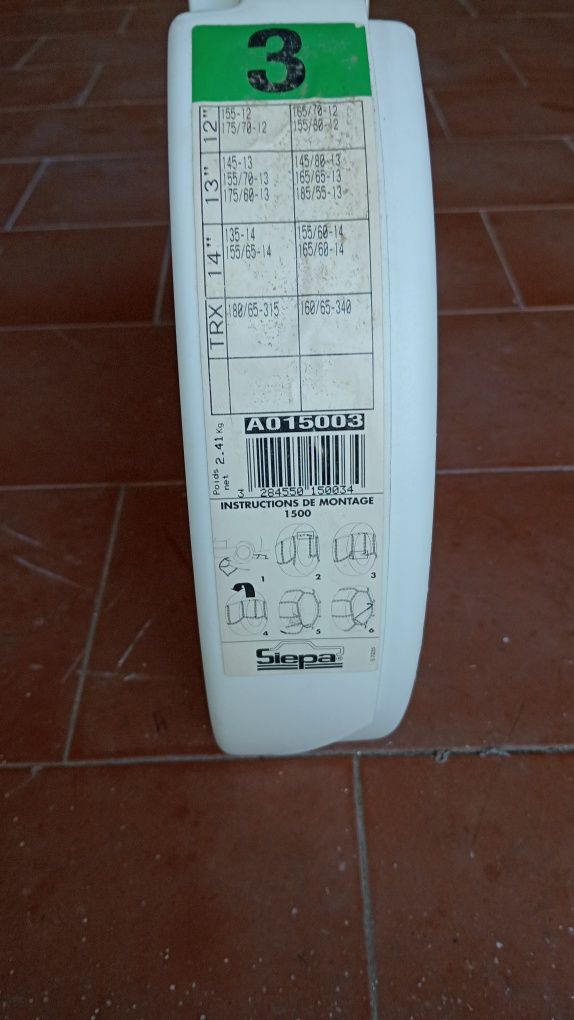 3
12" 155-12 165/70-12
175/70-12 155/80-12
13" 145-13 145/80-13
155/70-13 165/65-13
175/60-13 185/55-13
14" 135-14 155/60-14
155/65-14 165/60-14
TRX 180/65-315 160/65-340
A015003
Poids net 2.41 Kg
3 284550 150034
INSTRUCTIONS DE MONTAGE
1500
1 2 3
4 5 6
Siepa®